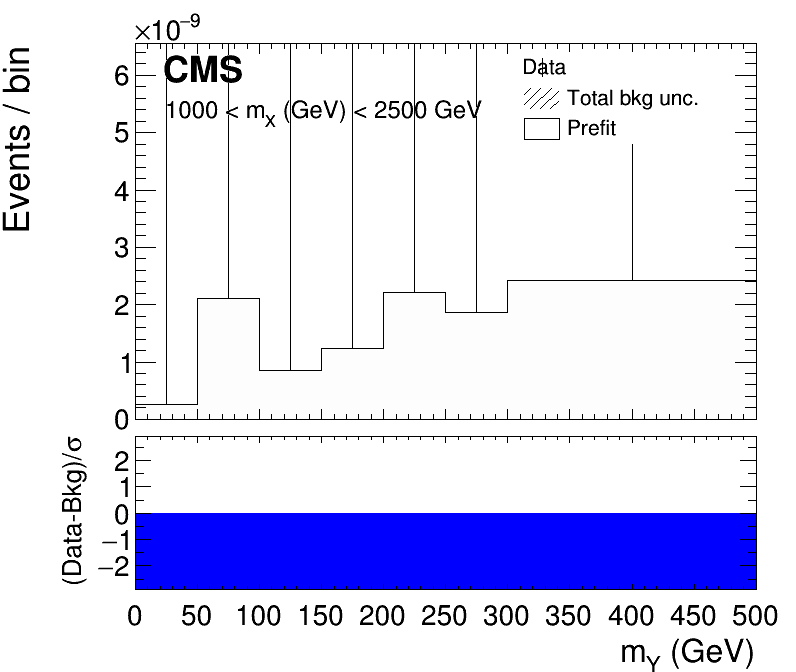 ×10⁻⁹
Events / bin
6
5
4
3
2
1
0
CMS
1000 < mX (GeV) < 2500 GeV
Data
Total bkg unc.
Prefit
(Data-Bkg)/σ
2
1
0
−1
−2
0 50 100 150 200 250 300 350 400 450 500
mY (GeV)